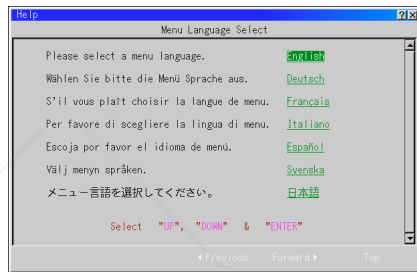 Help
Menu Language Select
Please select a menu language. English
Wählen Sie bitte die Menü Sprache aus. Deutsch
S'il vous plaît choisir la langue de menu. Français
Per favore di scegliere la lingua di menu. Italiano
Escoja por favor el idioma de menú. Español
Välj menyn språken. Svenska
メニュー言語を選択してください。 日本語
Select "UP", "DOWN" & "ENTER"
Previous Forward Top